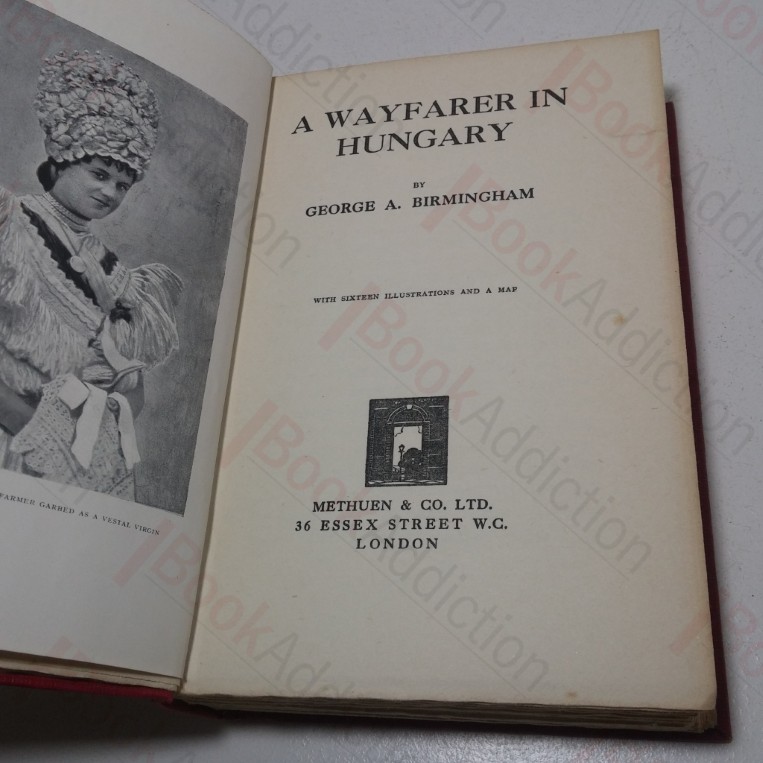 FARMER GARBED AS A VESTAL VIRGIN
A WAYFARER IN
HUNGARY
BY
GEORGE A. BIRMINGHAM
WITH SIXTEEN ILLUSTRATIONS AND A MAP
METHUEN & CO. LTD.
36 ESSEX STREET W.C.
LONDON
BookAddiction